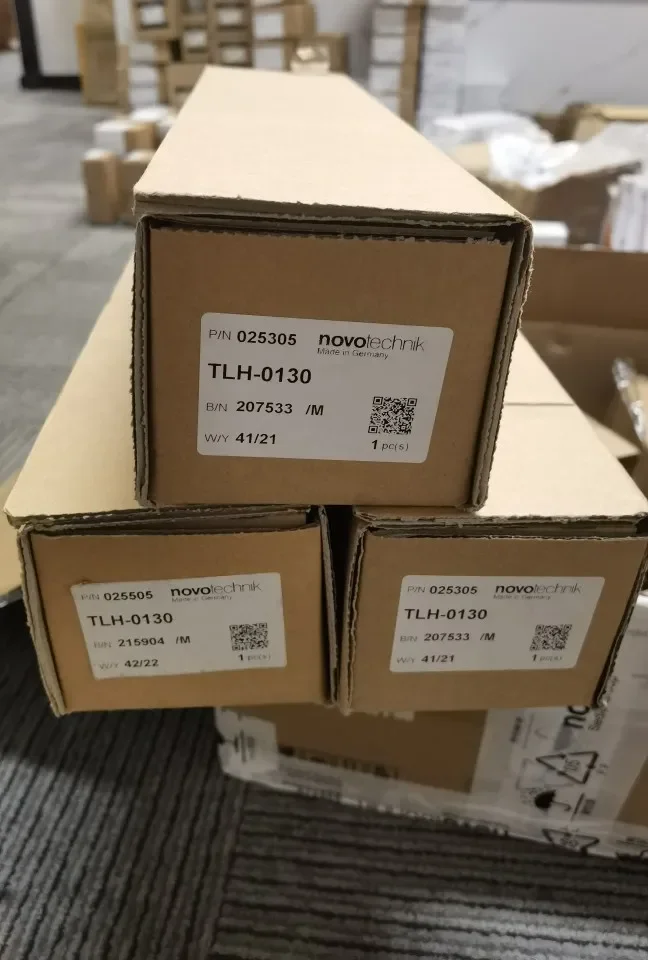 P/N 025305 novotechnik
Made in Germany
TLH-0130
B/N 207533 /M
W/Y 41/21 1 pc(s)
P/N 025505 novotechnik
Made in Germany
TLH-0130
B/N 215904 /M
W/Y 42/22 1 pc(s)
P/N 025305 novotechnik
Made in Germany
TLH-0130
B/N 207533 /M
W/Y 41/21 1 pc(s)